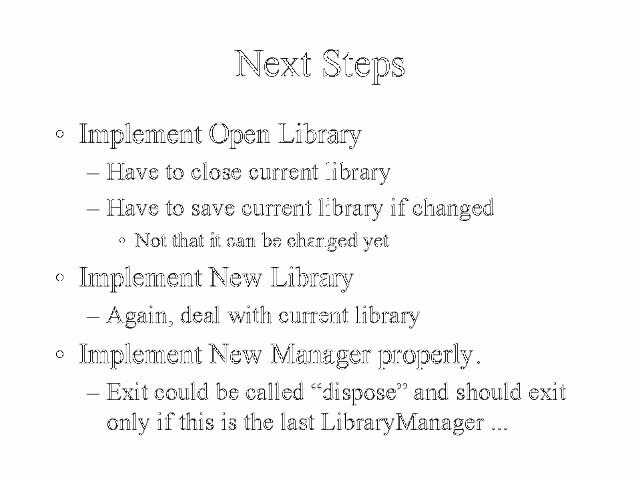 Next Steps
◦ Implement Open Library
– Have to close current library
– Have to save current library if changed
◦ Not that it can be changed yet
◦ Implement New Library
– Again, deal with current library
◦ Implement New Manager properly.
– Exit could be called “dispose” and should exit
only if this is the last LibraryManager ...